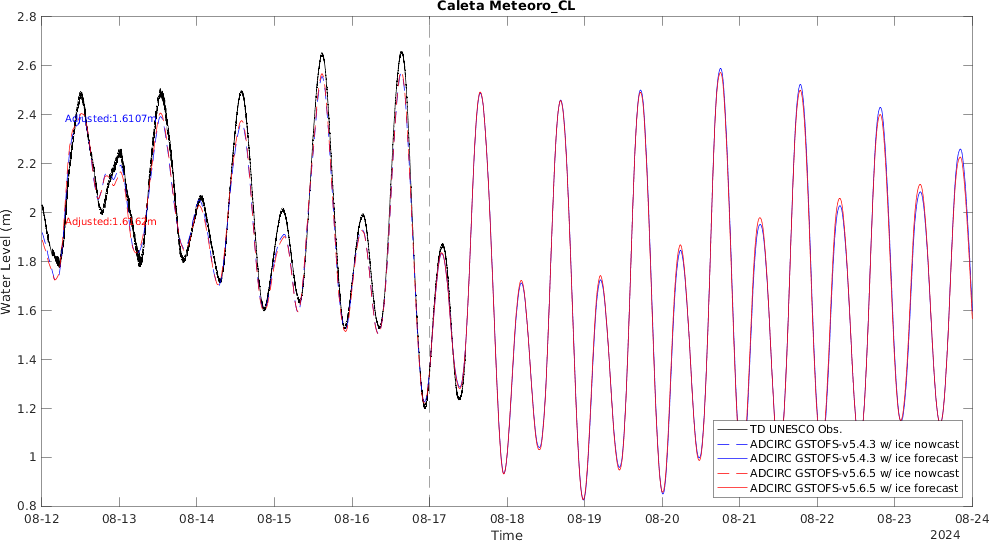 Caleta Meteoro_CL
2.8
2.6
2.4
2.2
2
1.8
1.6
1.4
1.2
1
0.8
Water Level (m)
Adjusted:1.6107m
08-12
08-13
08-14
08-15
08-16
08-17
08-18
08-19
08-20
08-21
08-22
08-23
08-24
Time
2024
TD UNESCO Obs.
ADCIRC GSTOFS-v5.4.3 w/ ice nowcast
ADCIRC GSTOFS-v5.4.3 w/ ice forecast
ADCIRC GSTOFS-v5.6.5 w/ ice nowcast
ADCIRC GSTOFS-v5.6.5 w/ ice forecast